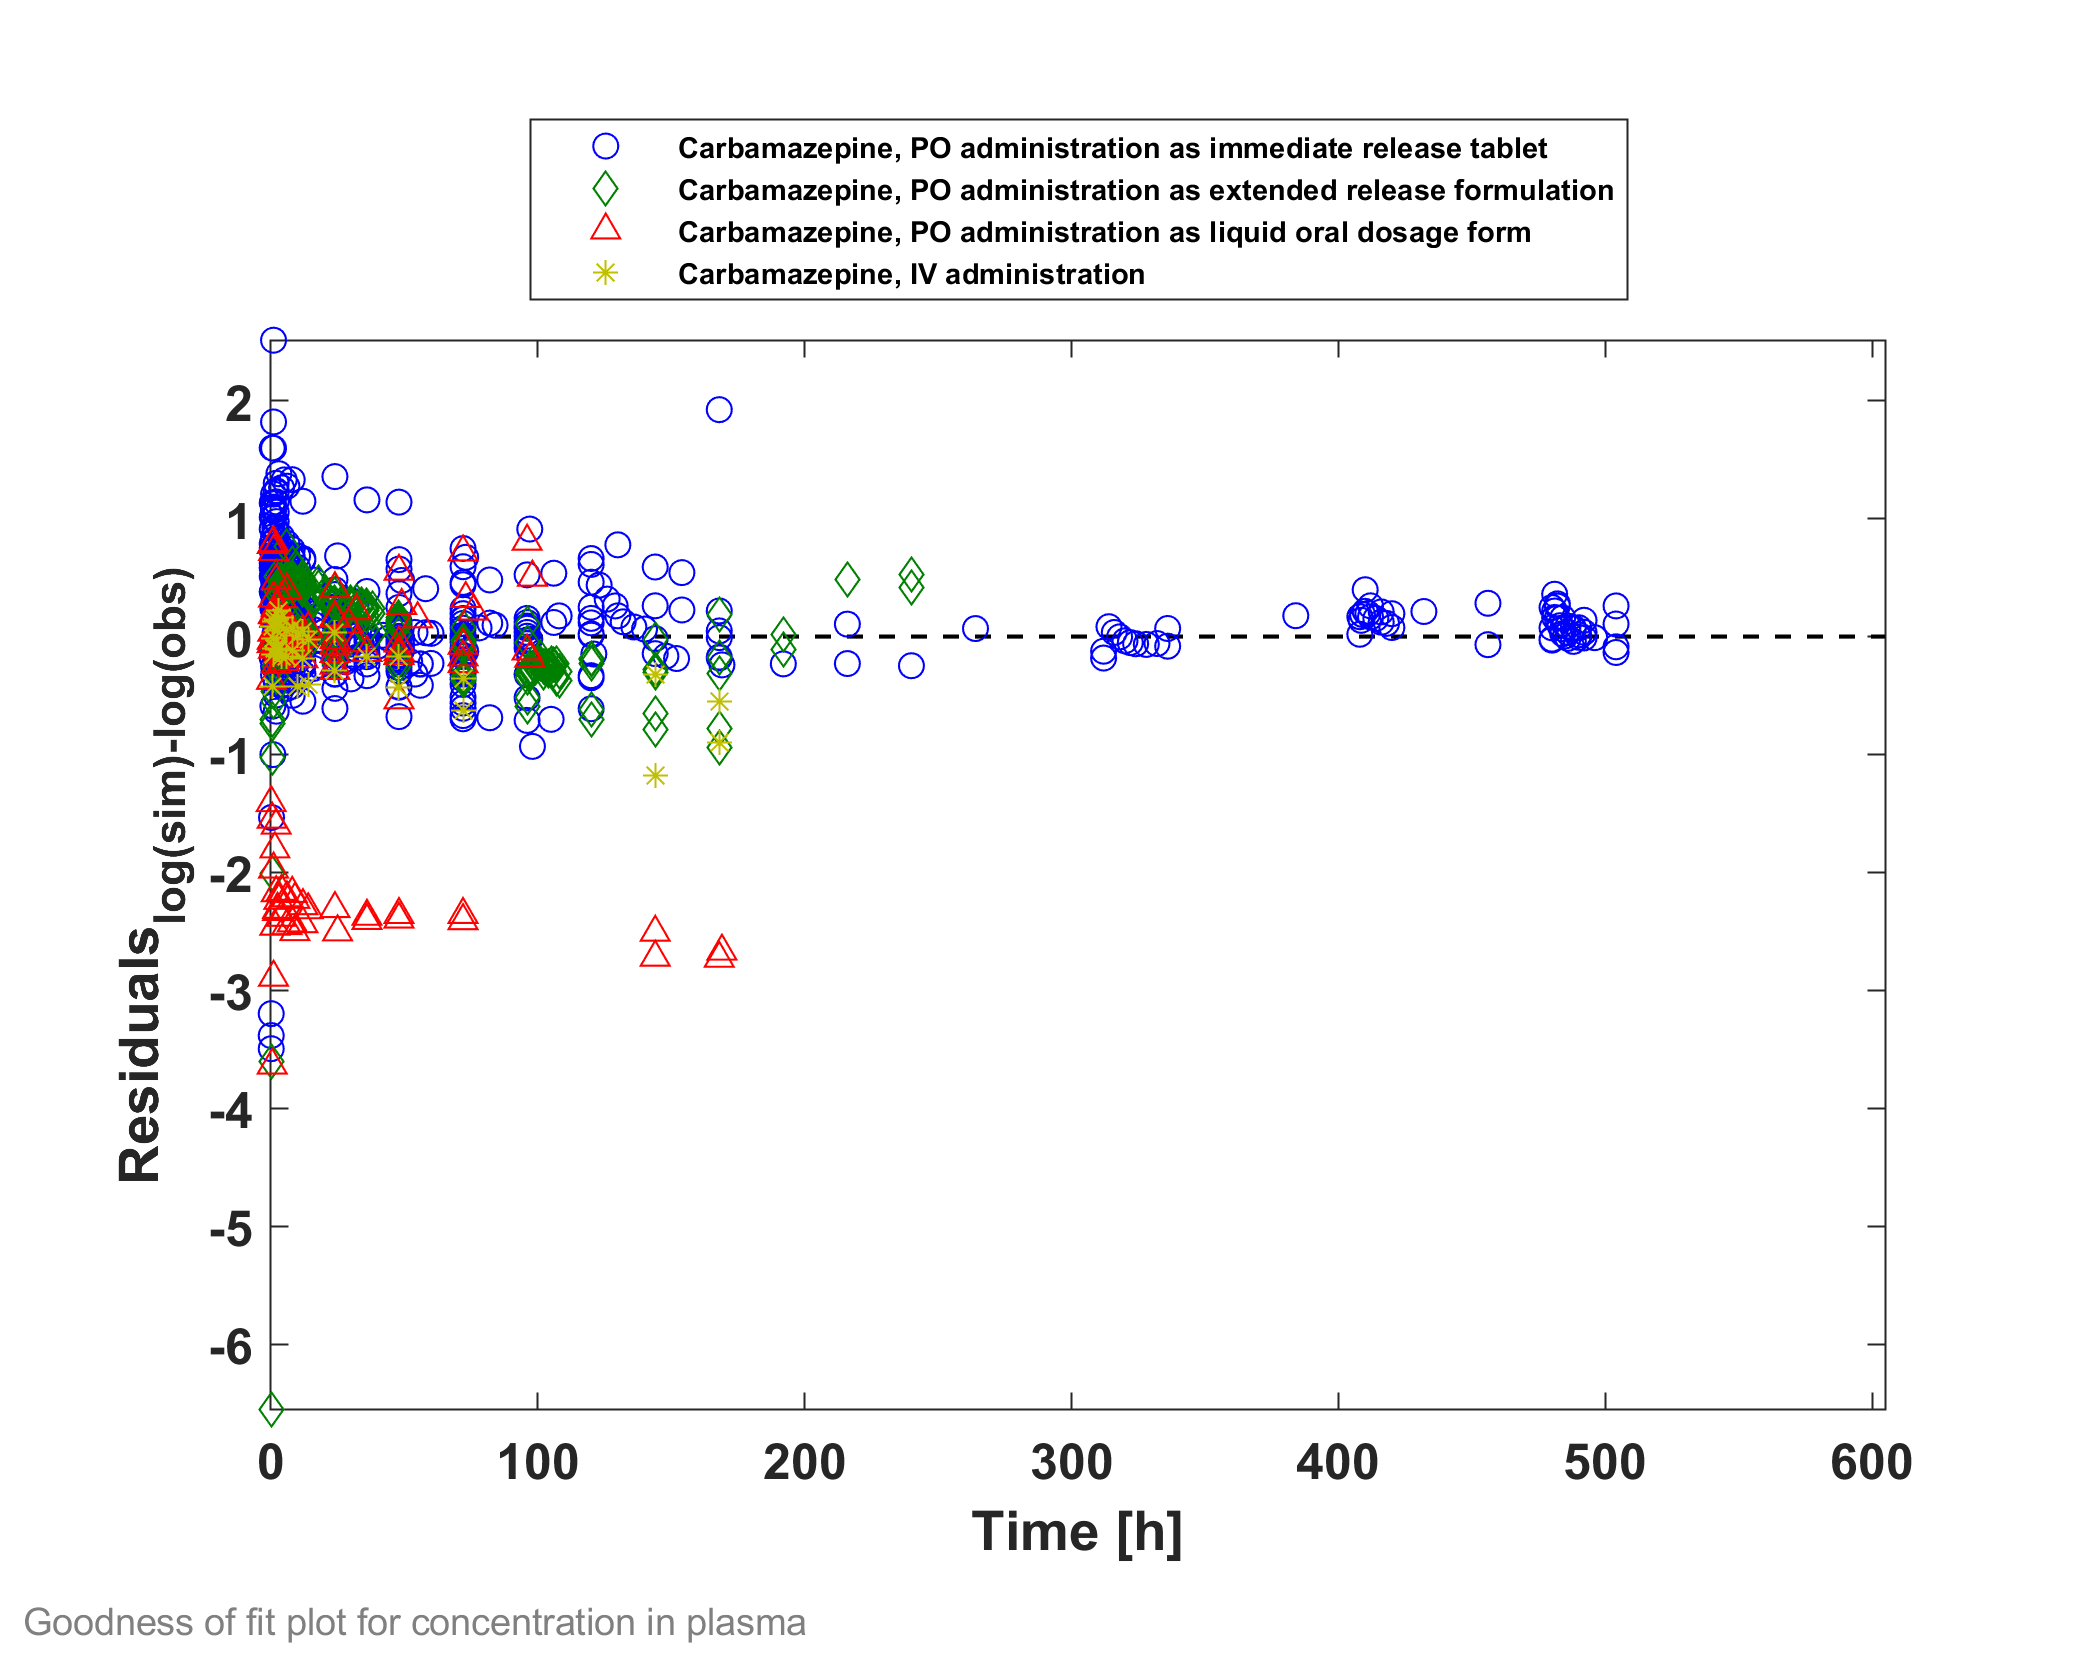 Carbamazepine, PO administration as immediate release tablet
Carbamazepine, PO administration as extended release formulation
Carbamazepine, PO administration as liquid oral dosage form
Carbamazepine, IV administration
2
1
0
-1
-2
-3
-4
-5
-6
Residuals log(sim)-log(obs)
0 100 200 300 400 500 600
Time [h]
Goodness of fit plot for concentration in plasma